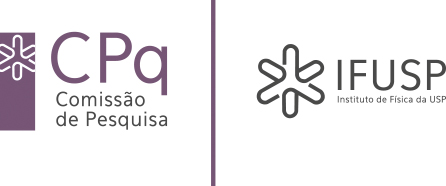 CPq
Comissão
de Pesquisa
IFUSP
Instituto de Física da USP